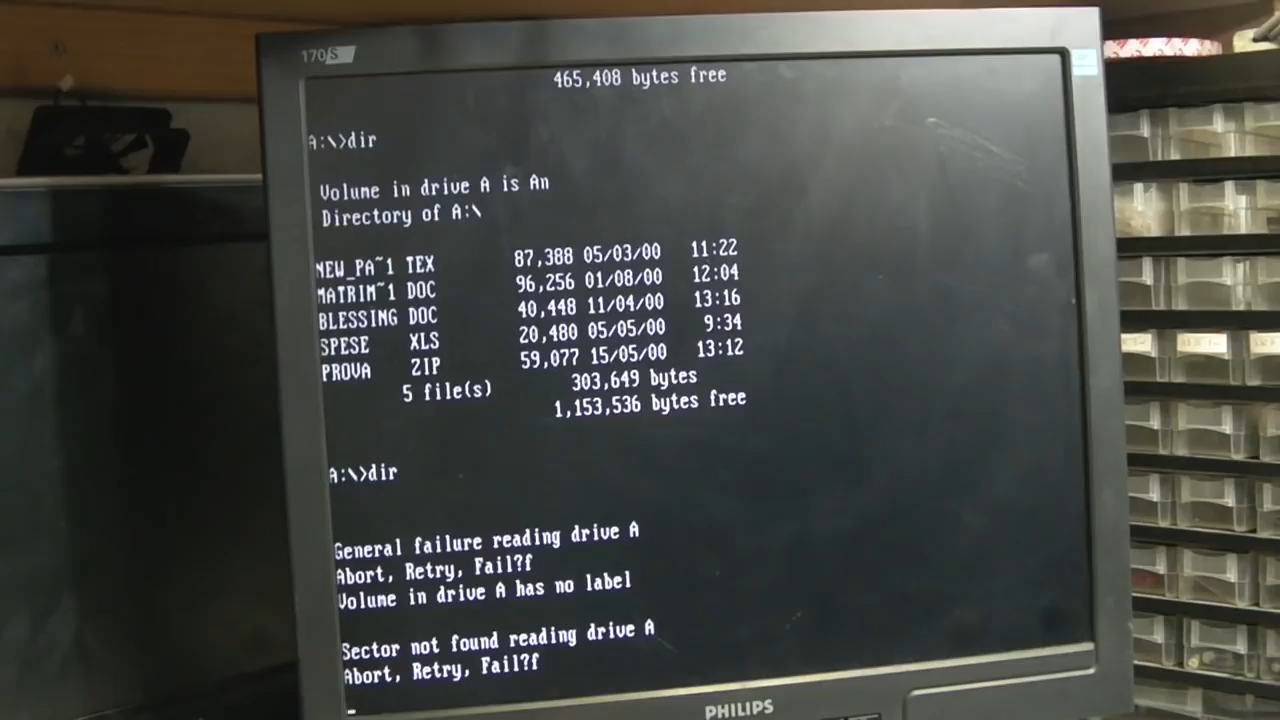 170S
465,408 bytes free
A:\>dir
Volume in drive A is An
Directory of A:\
NEW_PA~1 TEX 87,388 05/03/00 11:22
MATRIM~1 DOC 96,256 01/08/00 12:04
BLESSING DOC 40,448 11/04/00 13:16
SPESE XLS 20,480 05/05/00 9:34
PROVA ZIP 59,077 15/05/00 13:12
5 file(s) 303,649 bytes
1,153,536 bytes free
A:\>dir
General failure reading drive A
Abort, Retry, Fail?f
Volume in drive A has no label
Sector not found reading drive A
Abort, Retry, Fail?f
PHILIPS